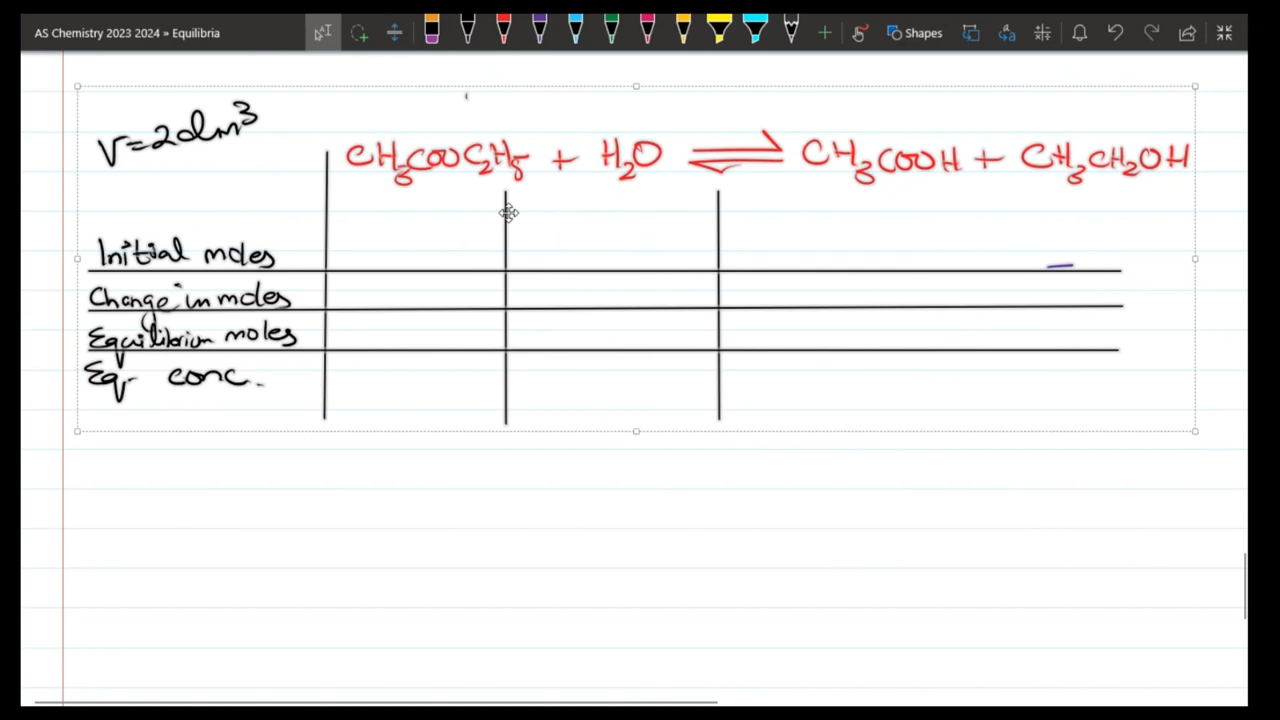 AS Chemistry 2023 2024 » Equilibria
Shapes
V=2dm³
CH₃COOC₂H₅ + H₂O ⇌ CH₃COOH + CH₃CH₂OH
Initial moles
Change in moles
Equilibrium moles
Eq. conc.